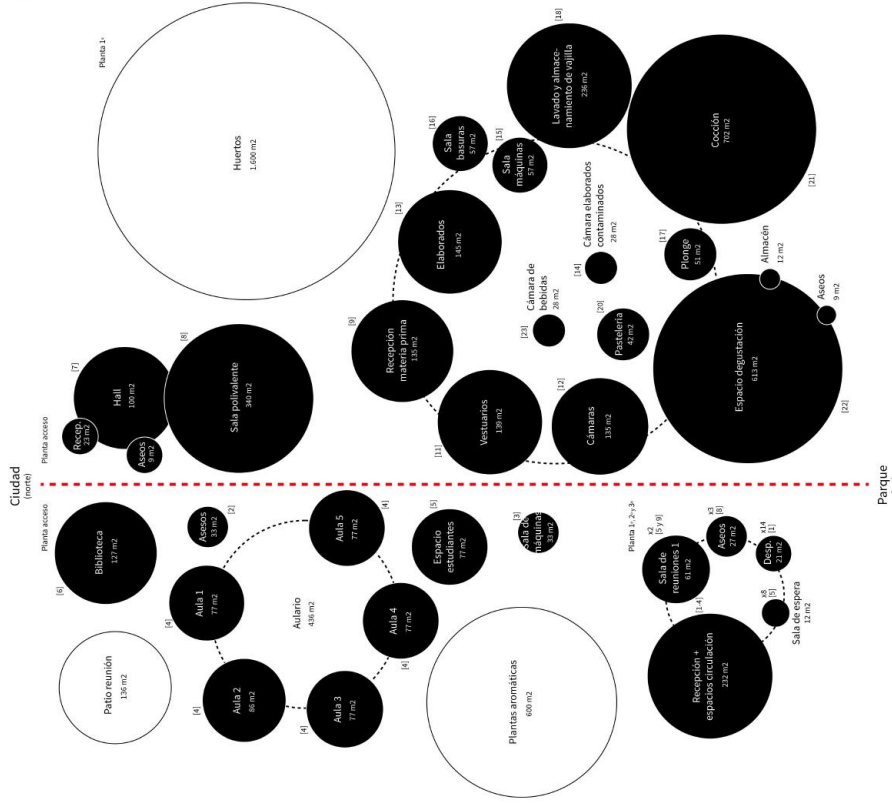 Ciudad
(norte)
Planta acceso
Patio reunión
136 m2
[6]
Biblioteca
127 m2
[4]
Aula 1
77 m2
[2]
Asesos
33 m2
[4]
Aula 2
86 m2
Aulario
436 m2
[4]
Aula 3
77 m2
Aula 5
77 m2
[4]
Aula 4
77 m2
[4]
[5]
Espacio
estudiantes
77 m2
[3]
Sala de
máquinas
33 m2
Plantas aromáticas
600 m2
Planta 1ª, 2ª y 3ª
x2
[5 y 9]
Sala de
reuniones 1
61 m2
[1-4]
Recepción +
espacios circulación
232 m2
x3
[8]
Aseos
27 m2
x14
[1]
Desp.
21 m2
x8
[5]
Sala de espera
12 m2
Planta acceso
Recep.
23 m2
[7]
Hall
100 m2
Aseos
9 m2
[8]
Sala polivalente
340 m2
Planta 1ª
Huertos
1.600 m2
[9]
Recepción
materia prima
135 m2
[13]
Elaborados
145 m2
[16]
Sala
basuras
57 m2
[15]
Sala
máquinas
57 m2
[18]
Lavado y almace-
namiento de vajilla
236 m2
[11]
Vestuarios
139 m2
[23]
Cámara de
bebidas
28 m2
[14]
Cámara elaborados
contaminados
28 m2
[12]
Cámaras
135 m2
[20]
Pastelería
42 m2
[17]
Plonge
51 m2
Cocción
702 m2
[21]
Espacio degustación
613 m2
[22]
Almacén
12 m2
Aseos
9 m2
Parque